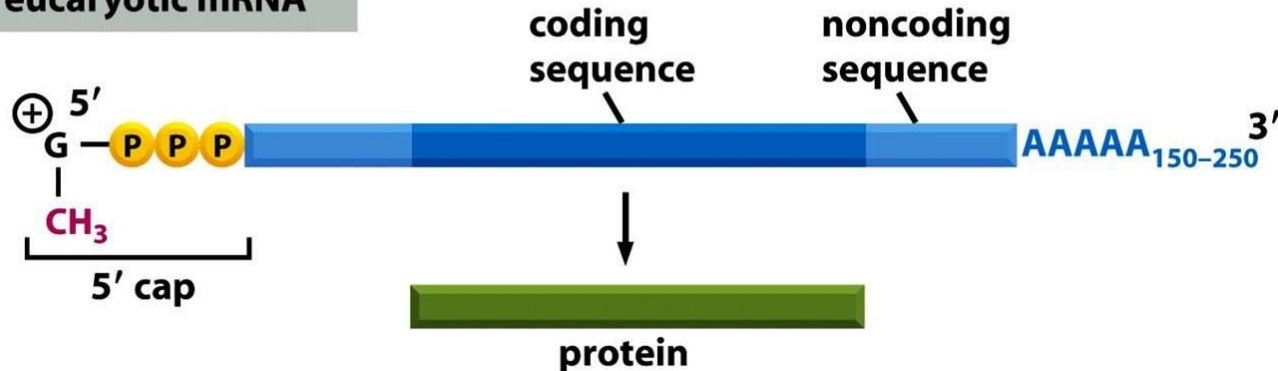 eucaryotic mRNA
coding
sequence
noncoding
sequence
+
5′
G
P P P
CH3
AAAAA150–250
3′
5′ cap
protein